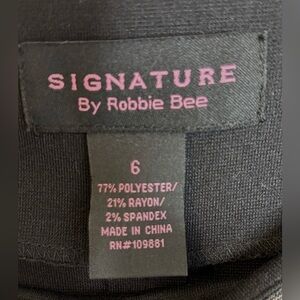 SIGNATURE
By Robbie Bee
6
77% POLYESTER/
21% RAYON/
2% SPANDEX
MADE IN CHINA
RN#109881